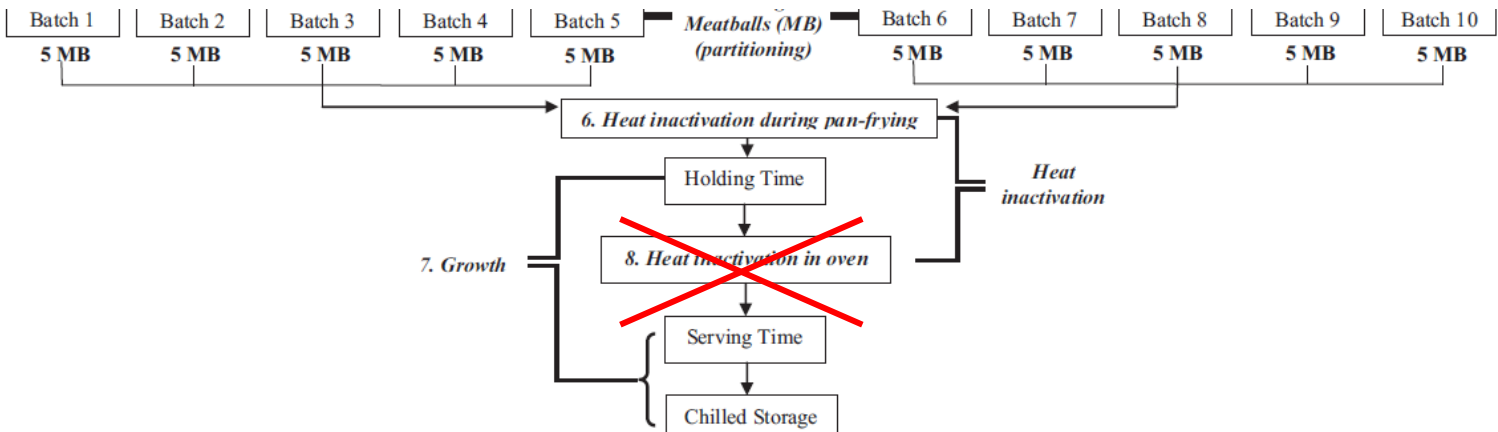 Batch 1 Batch 2 Batch 3 Batch 4 Batch 5 Batch 6 Batch 7 Batch 8 Batch 9 Batch 10
Meatballs (MB)
(partitioning)
5 MB 5 MB 5 MB 5 MB 5 MB 5 MB 5 MB 5 MB 5 MB 5 MB
6. Heat inactivation during pan-frying
Holding Time
Heat
inactivation
8. Heat inactivation in oven
7. Growth
Serving Time
Chilled Storage